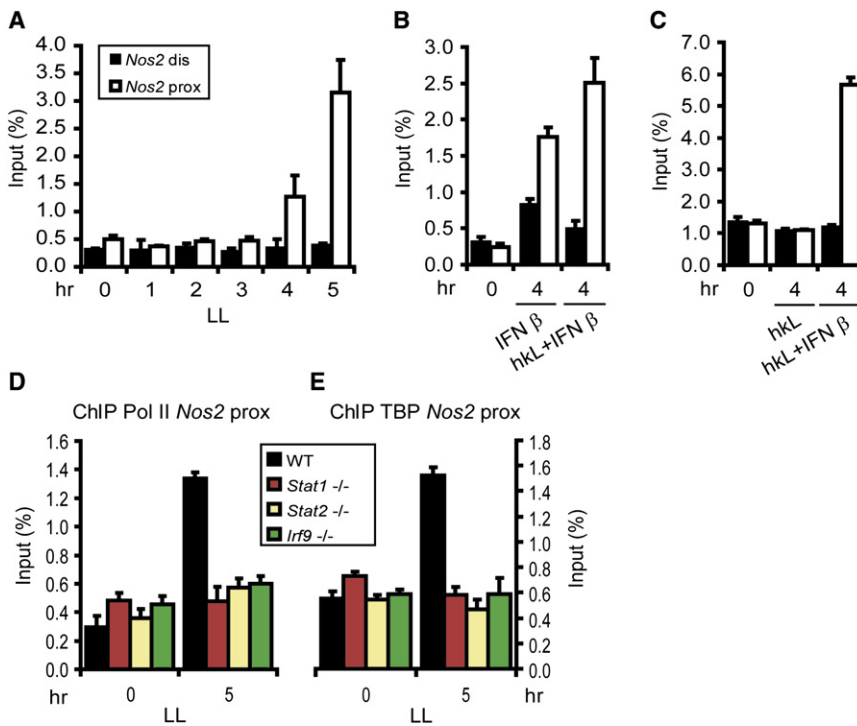 A
Input (%)
4.0
3.5
3.0
2.5
2.0
1.5
1.0
0.5
0.0
Nos2 dis
Nos2 prox
hr 0 1 2 3 4 5
LL
B
Input (%)
3.0
2.5
2.0
1.5
1.0
0.5
0.0
hr 0 4 4
IFN β
hkL+IFN β
C
Input (%)
7.0
6.0
5.0
4.0
3.0
2.0
1.0
0.0
hr 0 4 4
hkL
hkL+IFN β
D
ChIP Pol II Nos2 prox
Input (%)
1.6
1.4
1.2
1.0
0.8
0.6
0.4
0.2
0.0
hr 0 5
LL
WT
Stat1 -/-
Stat2 -/-
Irf9 -/-
E
ChIP TBP Nos2 prox
1.8
1.6
1.4
1.2
1.0
0.8
0.6
0.4
0.2
0.0
Input (%)
0 5 hr
LL